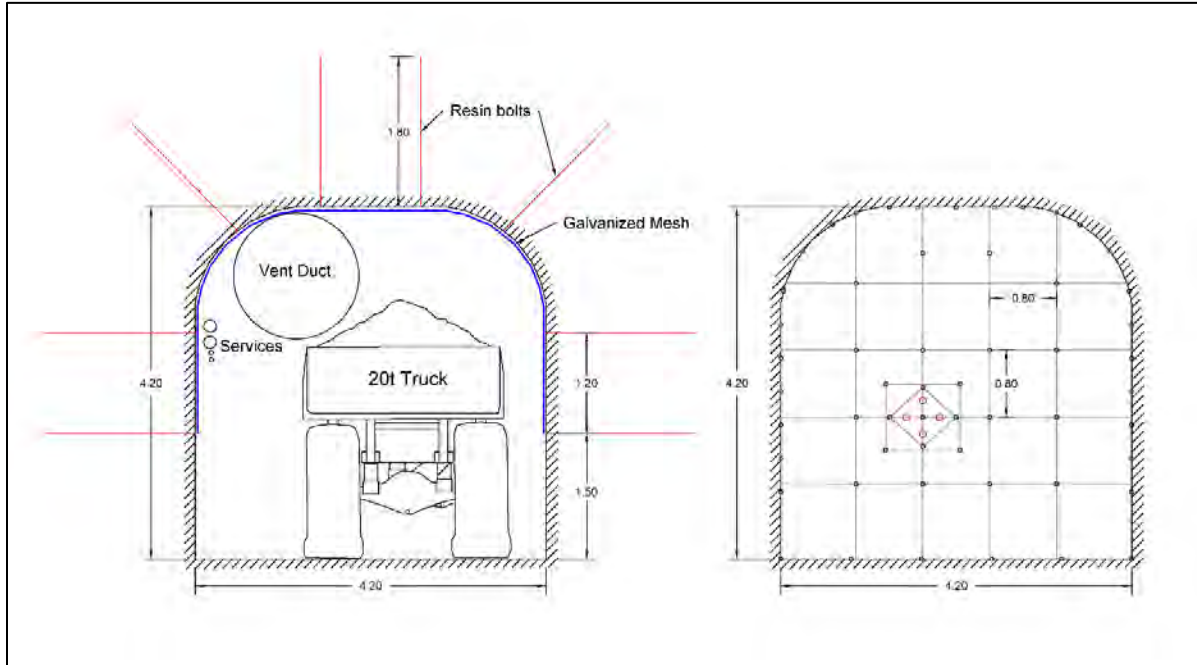 1.80
Resin bolts
Galvanized Mesh
Vent Duct
Services
20t Truck
4.20
1.20
1.50
4.20
0.80
0.80
4.20
4.20